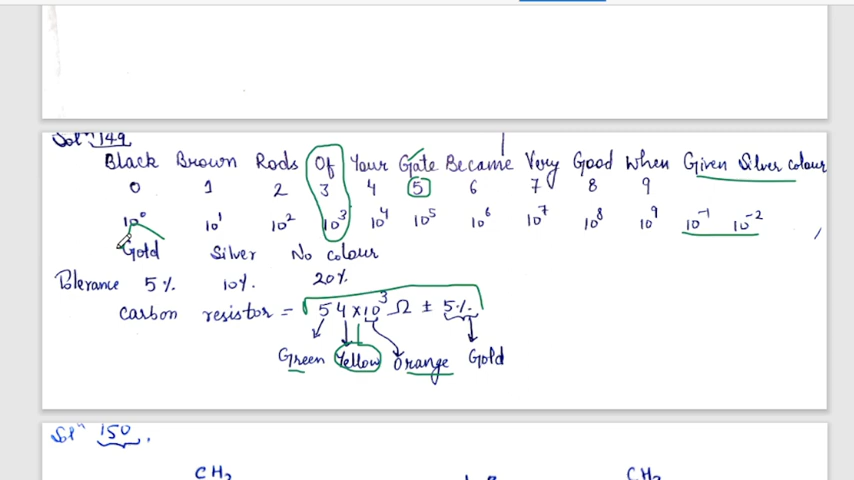 Solⁿ 149
Black Brown Rods Of Your Gate Became Very Good When Given Silver colour
0 1 2 3 4 5 6 7 8 9
10⁰ 10¹ 10² 10³ 10⁴ 10⁵ 10⁶ 10⁷ 10⁸ 10⁹ 10⁻¹ 10⁻²
Gold Silver No colour
Tolerance 5% 10% 20%
carbon resistor = 54×10³ Ω ± 5%
Green Yellow Orange Gold
Solⁿ 150.
CH₃ CH₃